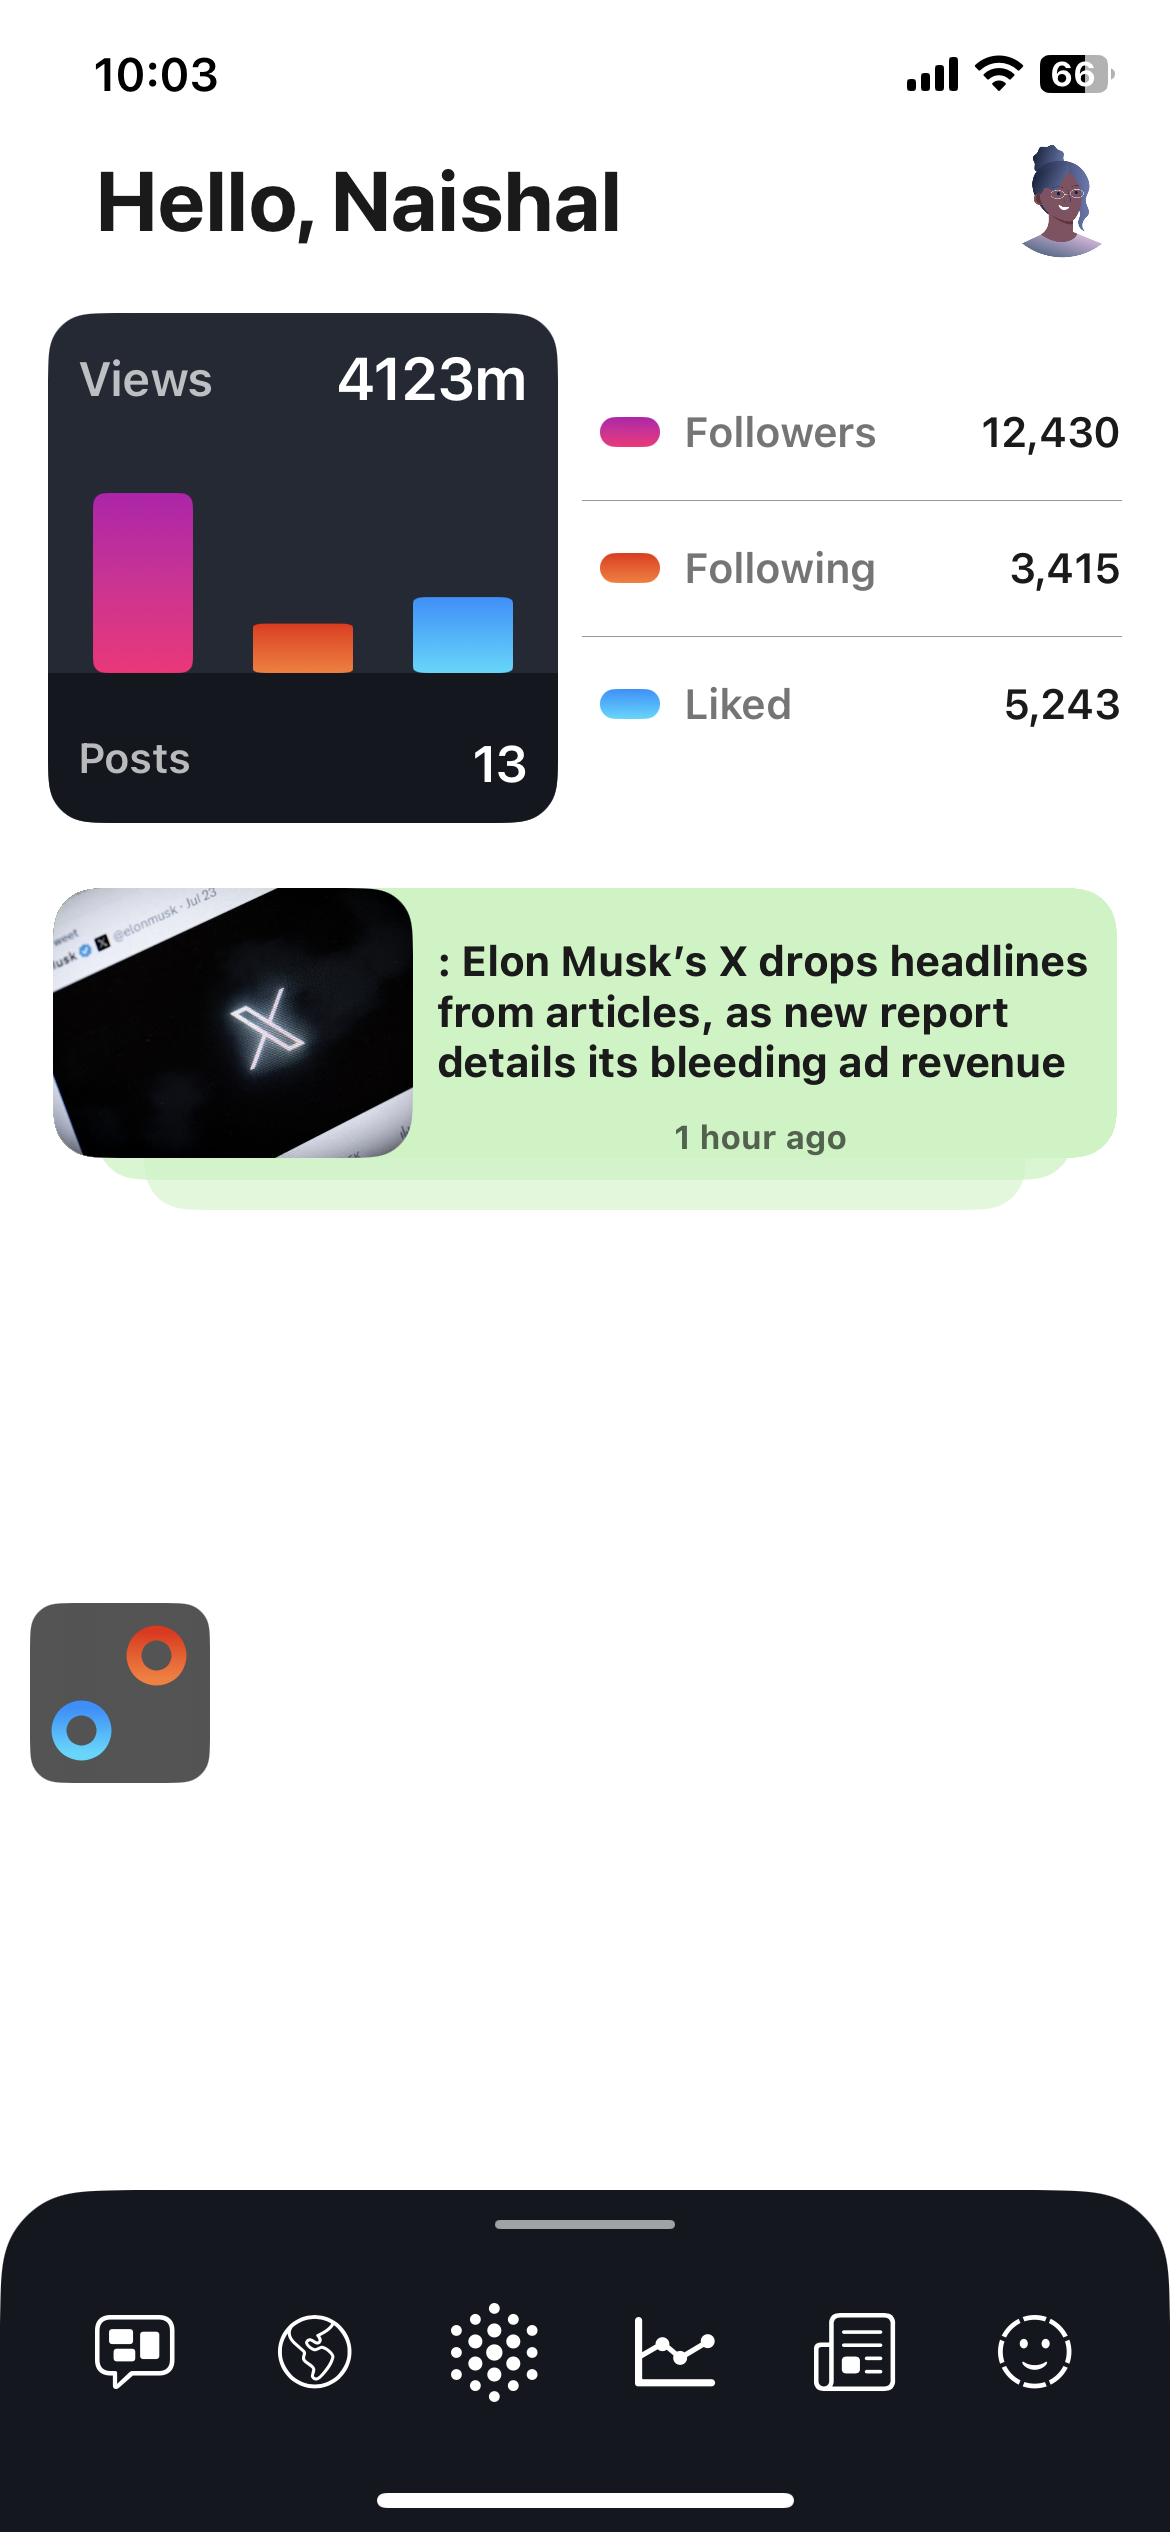 10:03
66
Hello, Naishal
Views 4123m
Followers 12,430
Following 3,415
Liked 5,243
Posts 13
@elonmusk · Jul 23
: Elon Musk’s X drops headlines
from articles, as new report
details its bleeding ad revenue
1 hour ago